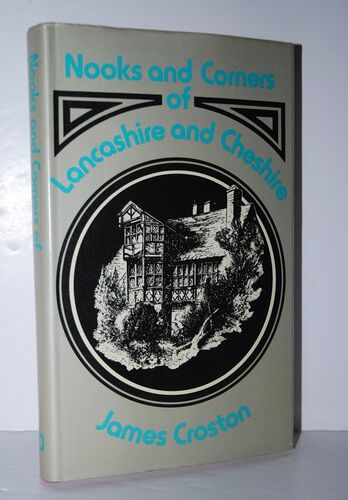 Nooks and Corners
of
Lancashire and Cheshire
James Croston
Nooks and Corners of